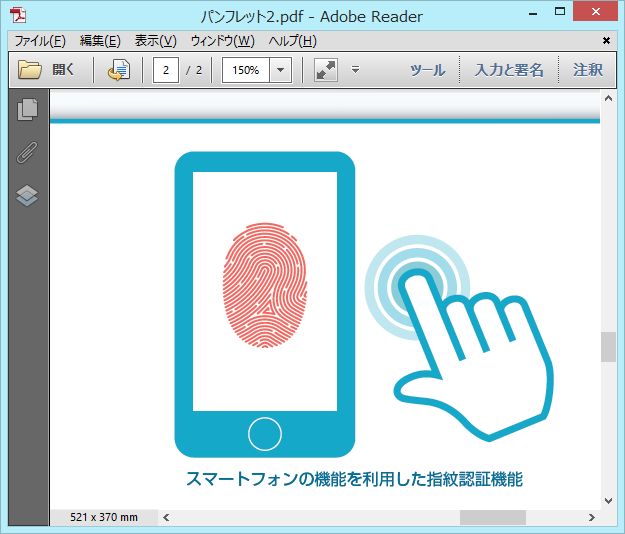 パンフレット2.pdf - Adobe Reader
ファイル(F) 編集(E) 表示(V) ウィンドウ(W) ヘルプ(H)
開く 2 / 2 150% ツール 入力と署名 注釈
スマートフォンの機能を利用した指紋認証機能
521 x 370 mm